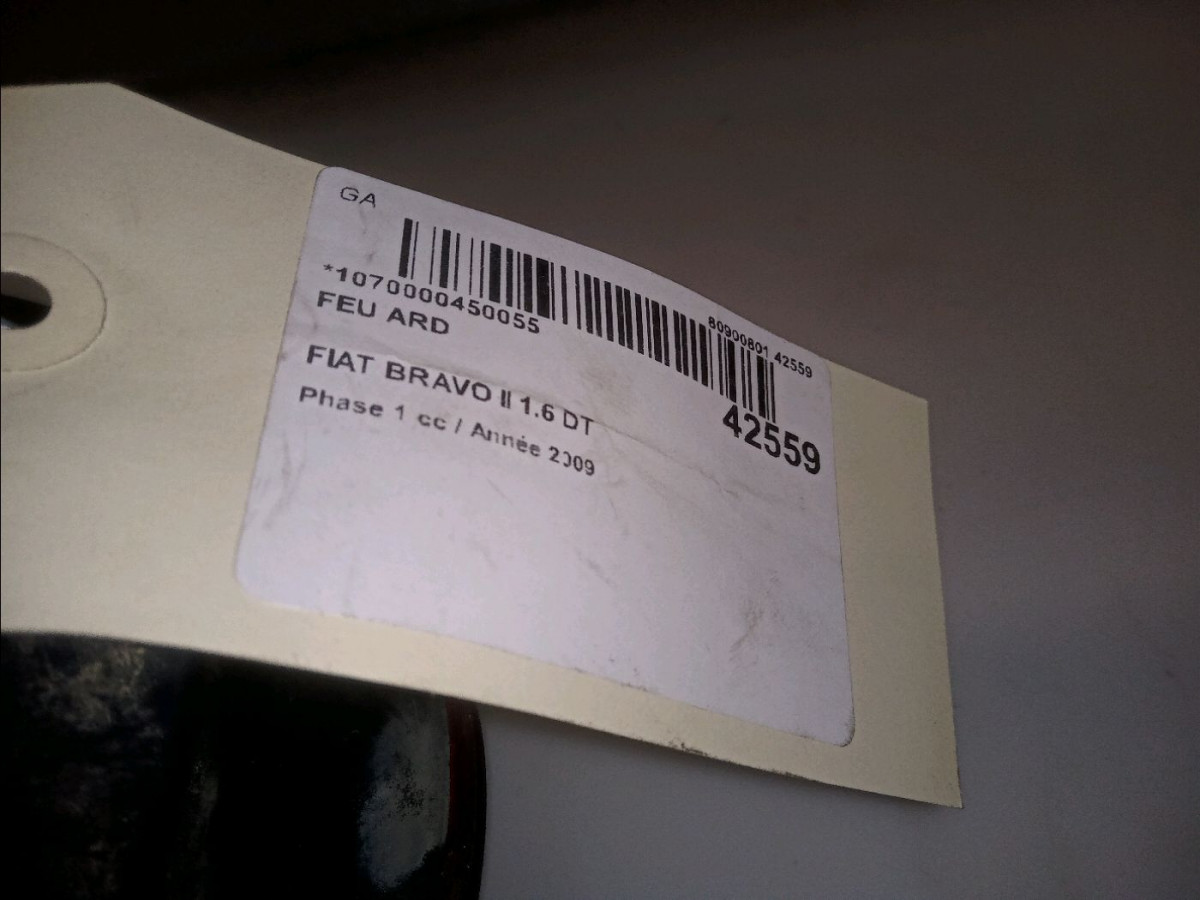 GA
*1070000450055
80900801 42559
FEU ARD
42559
FIAT BRAVO II 1.6 DT
Phase 1 cc / Année 2009